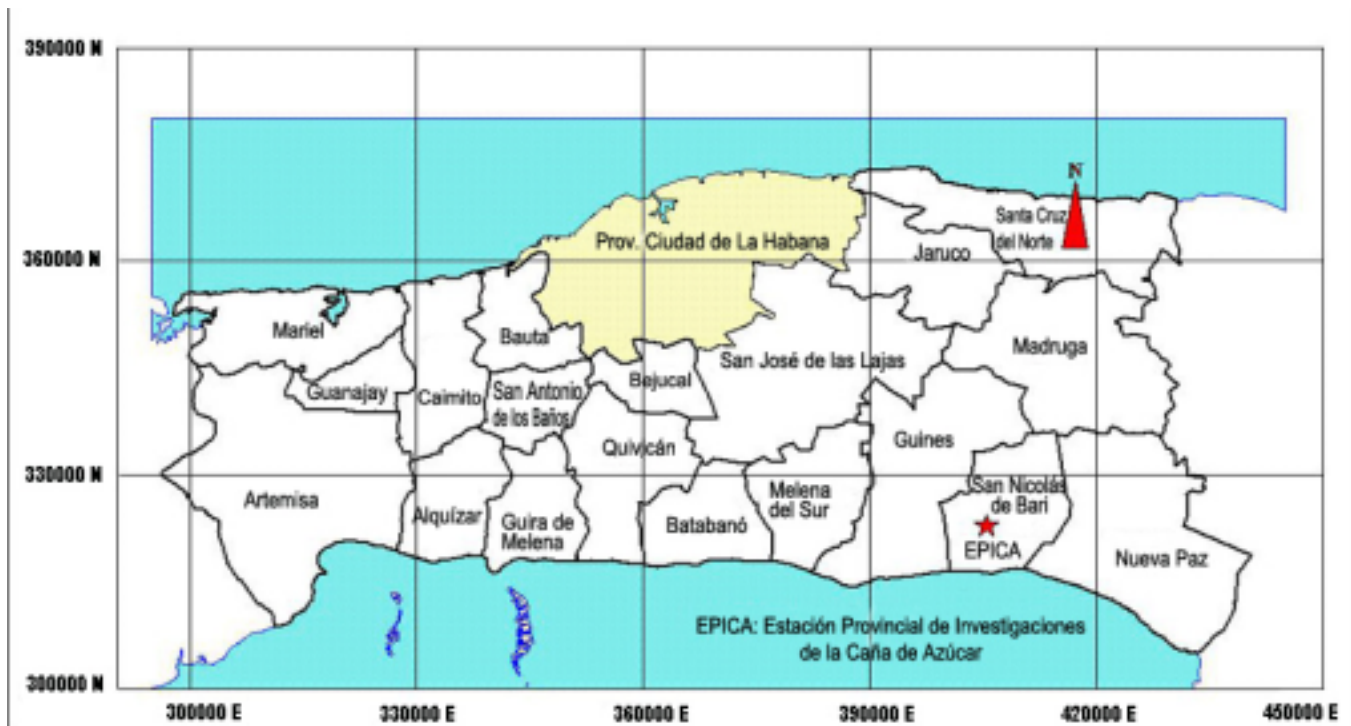 390000 N
N
Santa Cruz
del Norte
Prov. Ciudad de La Habana
Jaruco
360000 N
Mariel
Bauta
Madruga
San José de las Lajas
Bejucal
Guanajay
Caimito
San Antonio
de los Baños
Guines
Quivicán
330000 N
San Nicolás
de Bari
Artemisa
Melena
del Sur
Alquízar
Guira de
Melena
Batabanó
EPICA
Nueva Paz
EPICA: Estación Provincial de Investigaciones
de la Caña de Azúcar
300000 N
300000 E
330000 E
360000 E
390000 E
420000 E
450000 E